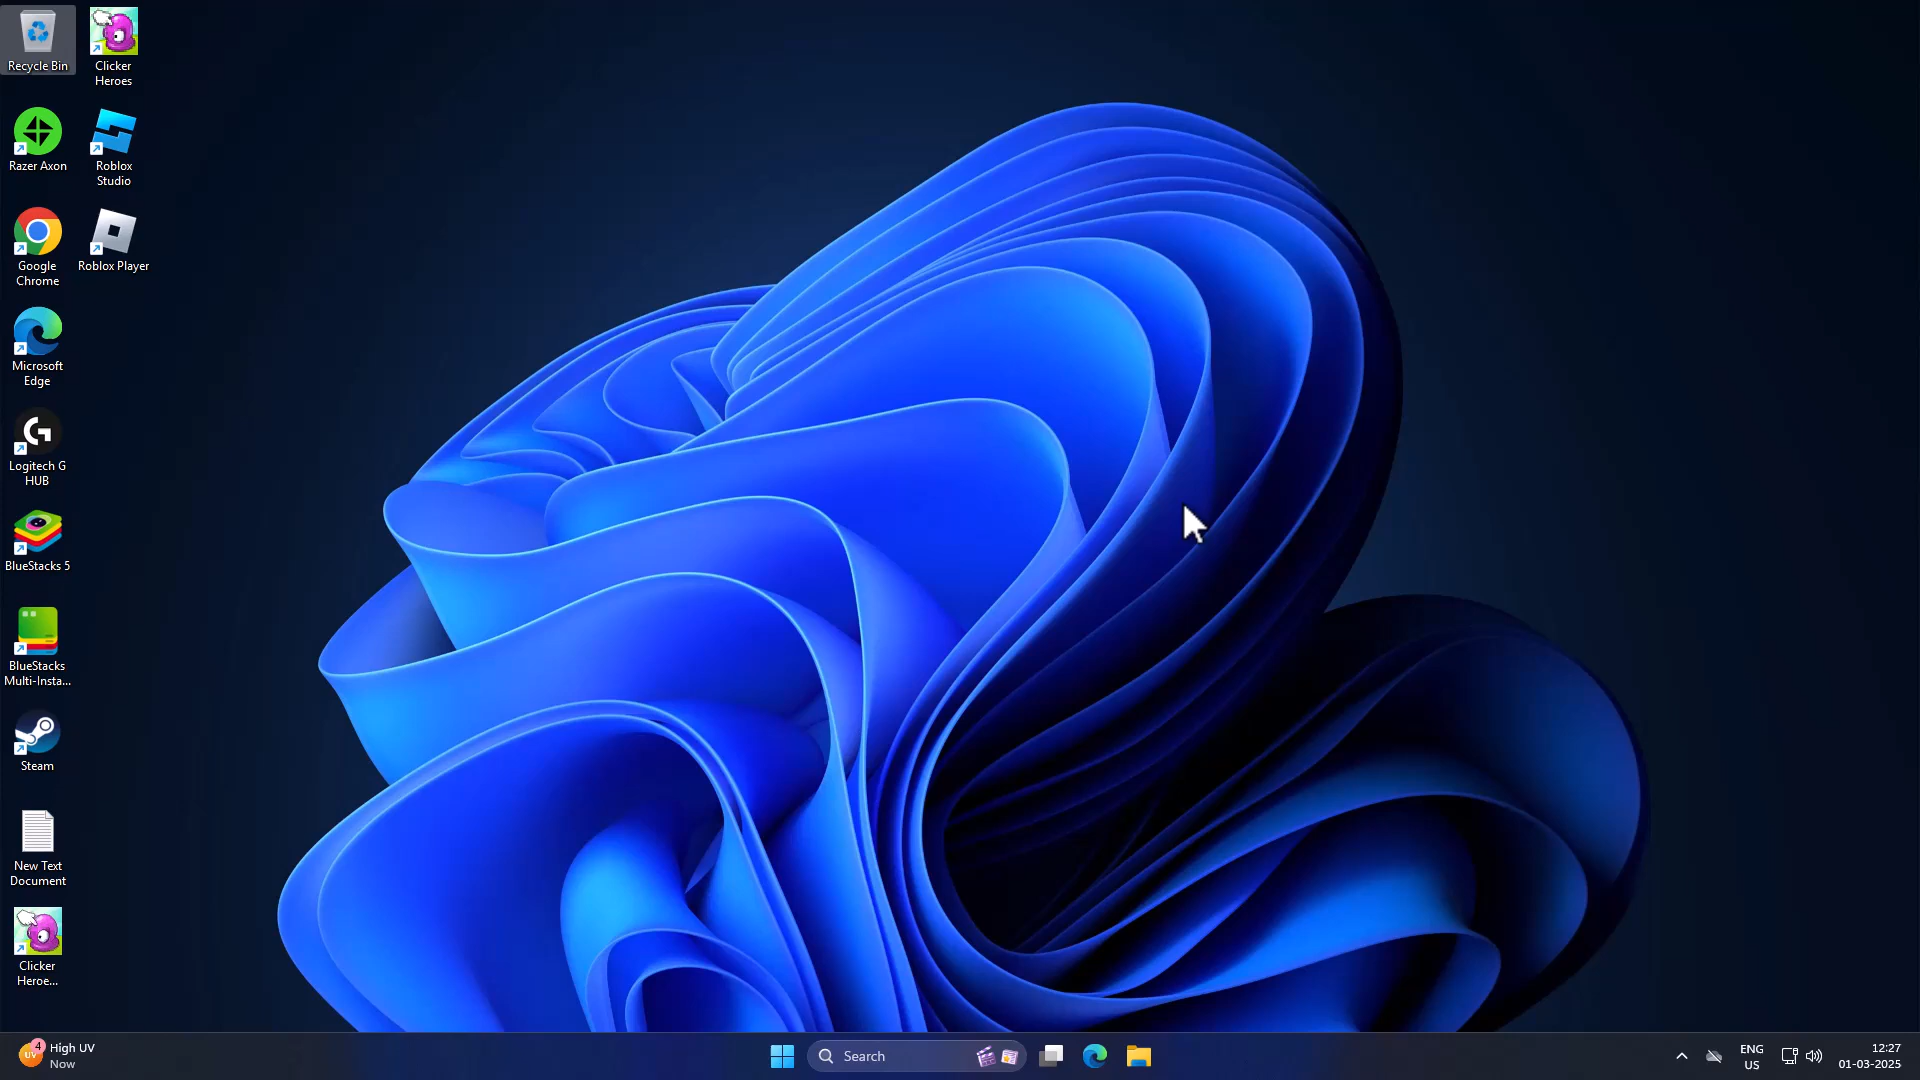 Recycle Bin
Clicker
Heroes
Razer Axon
Roblox
Studio
Google
Chrome
Roblox Player
Microsoft
Edge
Logitech G
HUB
BlueStacks 5
BlueStacks
Multi-Insta...
Steam
New Text
Document
Clicker
Heroe...
4
UV
High UV
Now
Search
ENG
US
12:27
01-03-2025